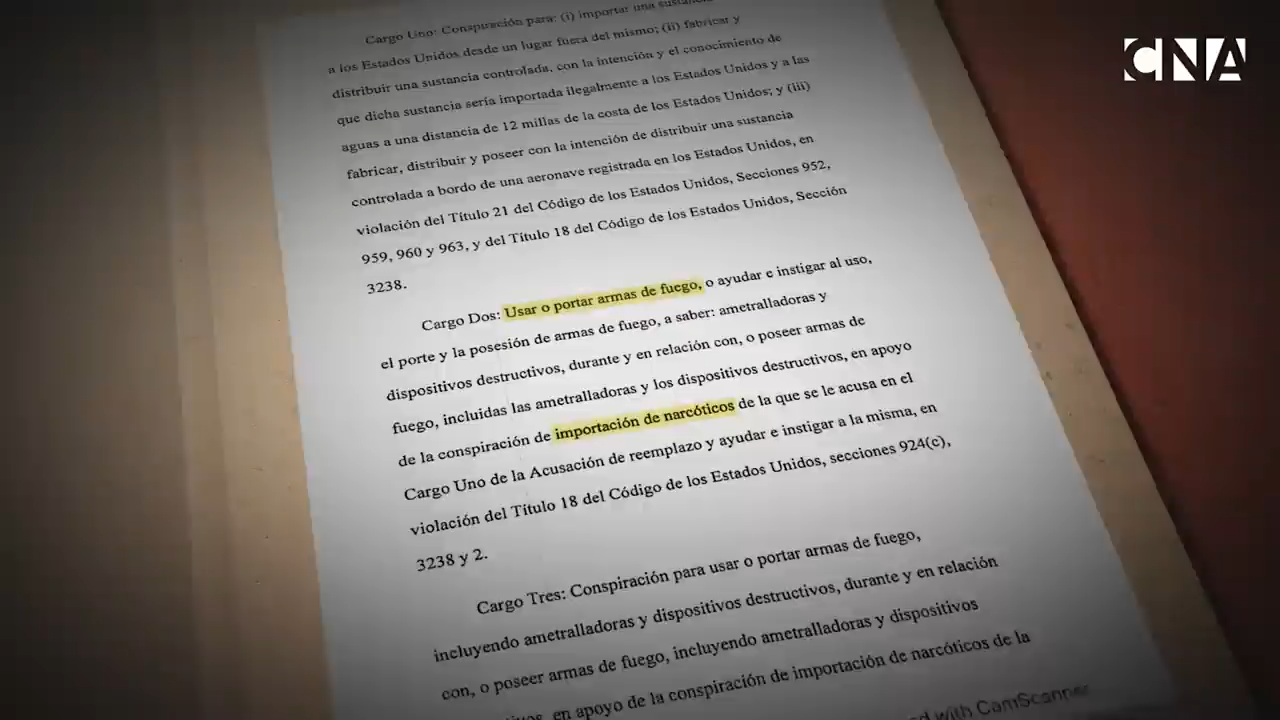 CNA
Cargo Uno: Conspiración para: (i) importar una sustancia
a los Estados Unidos desde un lugar fuera del mismo; (ii) fabricar y
distribuir una sustancia controlada, con la intención y el conocimiento de
que dicha sustancia sería importada ilegalmente a los Estados Unidos y a las
aguas a una distancia de 12 millas de la costa de los Estados Unidos; y (iii)
fabricar, distribuir y poseer con la intención de distribuir una sustancia
controlada a bordo de una aeronave registrada en los Estados Unidos, en
violación del Título 21 del Código de los Estados Unidos, Secciones 952,
959, 960 y 963, y del Título 18 del Código de los Estados Unidos, Sección
3238.
Cargo Dos: Usar o portar armas de fuego, o ayudar e instigar al uso,
el porte y la posesión de armas de fuego, a saber: ametralladoras y
dispositivos destructivos, durante y en relación con, o poseer armas de
fuego, incluidas las ametralladoras y los dispositivos destructivos, en apoyo
de la conspiración de importación de narcóticos de la que se le acusa en el
Cargo Uno de la Acusación de reemplazo y ayudar e instigar a la misma, en
violación del Título 18 del Código de los Estados Unidos, secciones 924(c),
3238 y 2.
Cargo Tres: Conspiración para usar o portar armas de fuego,
incluyendo ametralladoras y dispositivos destructivos, durante y en relación
con, o poseer armas de fuego, incluyendo ametralladoras y dispositivos
en apoyo de la conspiración de importación de narcóticos de la
with CamScanner